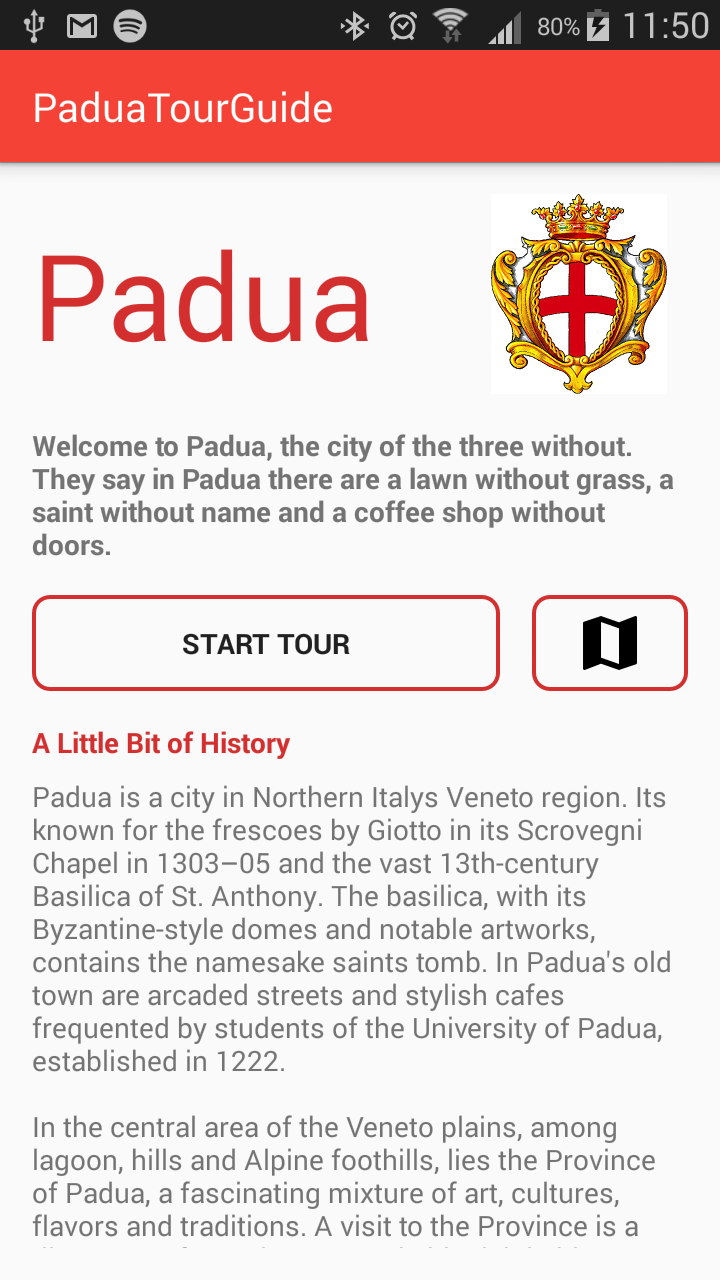 80% 11:50
PaduaTourGuide
Padua
Welcome to Padua, the city of the three without.
They say in Padua there are a lawn without grass, a
saint without name and a coffee shop without
doors.
START TOUR
A Little Bit of History
Padua is a city in Northern Italys Veneto region. Its
known for the frescoes by Giotto in its Scrovegni
Chapel in 1303–05 and the vast 13th-century
Basilica of St. Anthony. The basilica, with its
Byzantine-style domes and notable artworks,
contains the namesake saints tomb. In Padua's old
town are arcaded streets and stylish cafes
frequented by students of the University of Padua,
established in 1222.
In the central area of the Veneto plains, among
lagoon, hills and Alpine foothills, lies the Province
of Padua, a fascinating mixture of art, cultures,
flavors and traditions. A visit to the Province is a